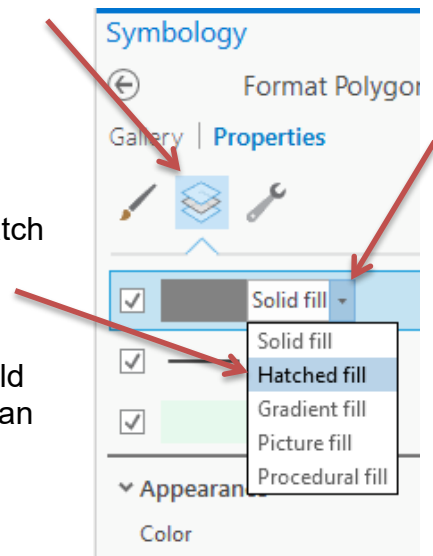 Symbology
Format Polygo
Gallery | Properties
tch
Solid fill
Solid fill
Hatched fill
ld
an
Gradient fill
Picture fill
Procedural fill
Appearance
Color